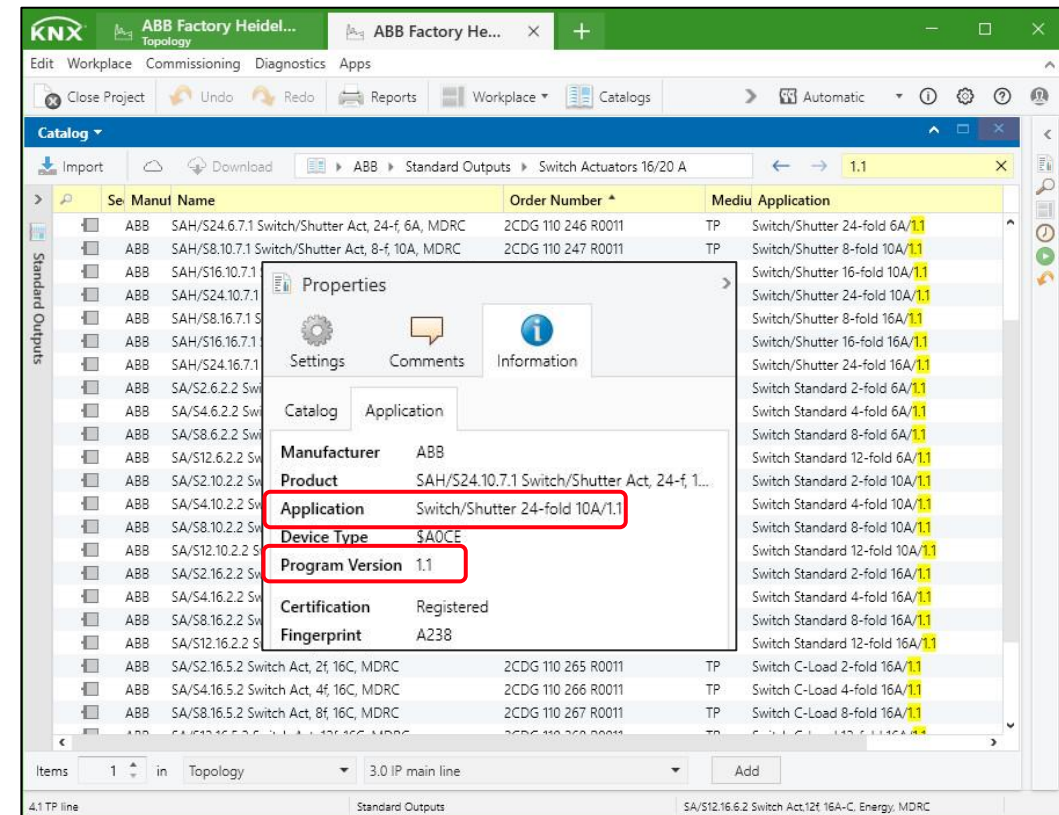 KNX ABB Factory Heidel... ABB Factory He... × +
Topology
Edit Workplace Commissioning Diagnostics Apps
Close Project Undo Redo Reports Workplace Catalogs Automatic
Catalog
Import Download ABB Standard Outputs Switch Actuators 16/20 A 1.1
Se Manuf Name Order Number Mediu Application
Standard Outputs
ABB SAH/S24.6.7.1 Switch/Shutter Act, 24-f, 6A, MDRC 2CDG 110 246 R0011 TP Switch/Shutter 24-fold 6A/1.1
ABB SAH/S8.10.7.1 Switch/Shutter Act, 8-f, 10A, MDRC 2CDG 110 247 R0011 TP Switch/Shutter 8-fold 10A/1.1
ABB SAH/S16.10.7.1 Switch/Shutter 16-fold 10A/1.1
ABB SAH/S24.10.7.1 Switch/Shutter 24-fold 10A/1.1
ABB SAH/S8.16.7.1 S Switch/Shutter 8-fold 16A/1.1
ABB SAH/S16.16.7.1 Switch/Shutter 16-fold 16A/1.1
ABB SAH/S24.16.7.1 Switch/Shutter 24-fold 16A/1.1
ABB SA/S2.6.2.2 Swi Switch Standard 2-fold 6A/1.1
ABB SA/S4.6.2.2 Swi Switch Standard 4-fold 6A/1.1
ABB SA/S8.6.2.2 Swi Switch Standard 8-fold 6A/1.1
ABB SA/S12.6.2.2 Sw Switch Standard 12-fold 6A/1.1
ABB SA/S2.10.2.2 Sw Switch Standard 2-fold 10A/1.1
ABB SA/S4.10.2.2 Sw Switch Standard 4-fold 10A/1.1
ABB SA/S8.10.2.2 Sw Switch Standard 8-fold 10A/1.1
ABB SA/S12.10.2.2 S Switch Standard 12-fold 10A/1.1
ABB SA/S2.16.2.2 Sw Switch Standard 2-fold 16A/1.1
ABB SA/S4.16.2.2 Sw Switch Standard 4-fold 16A/1.1
ABB SA/S8.16.2.2 Sw Switch Standard 8-fold 16A/1.1
ABB SA/S12.16.2.2 S Switch Standard 12-fold 16A/1.1
ABB SA/S2.16.5.2 Switch Act, 2f, 16C, MDRC 2CDG 110 265 R0011 TP Switch C-Load 2-fold 16A/1.1
ABB SA/S4.16.5.2 Switch Act, 4f, 16C, MDRC 2CDG 110 266 R0011 TP Switch C-Load 4-fold 16A/1.1
ABB SA/S8.16.5.2 Switch Act, 8f, 16C, MDRC 2CDG 110 267 R0011 TP Switch C-Load 8-fold 16A/1.1
Properties
Settings Comments Information
Catalog Application
Manufacturer ABB
Product SAH/S24.10.7.1 Switch/Shutter Act, 24-f, 1...
Application Switch/Shutter 24-fold 10A/1.1
Device Type $A0CE
Program Version 1.1
Certification Registered
Fingerprint A238
Items 1 in Topology 3.0 IP main line Add
4.1 TP line Standard Outputs SA/S12.16.6.2 Switch Act,12f, 16A-C, Energy, MDRC